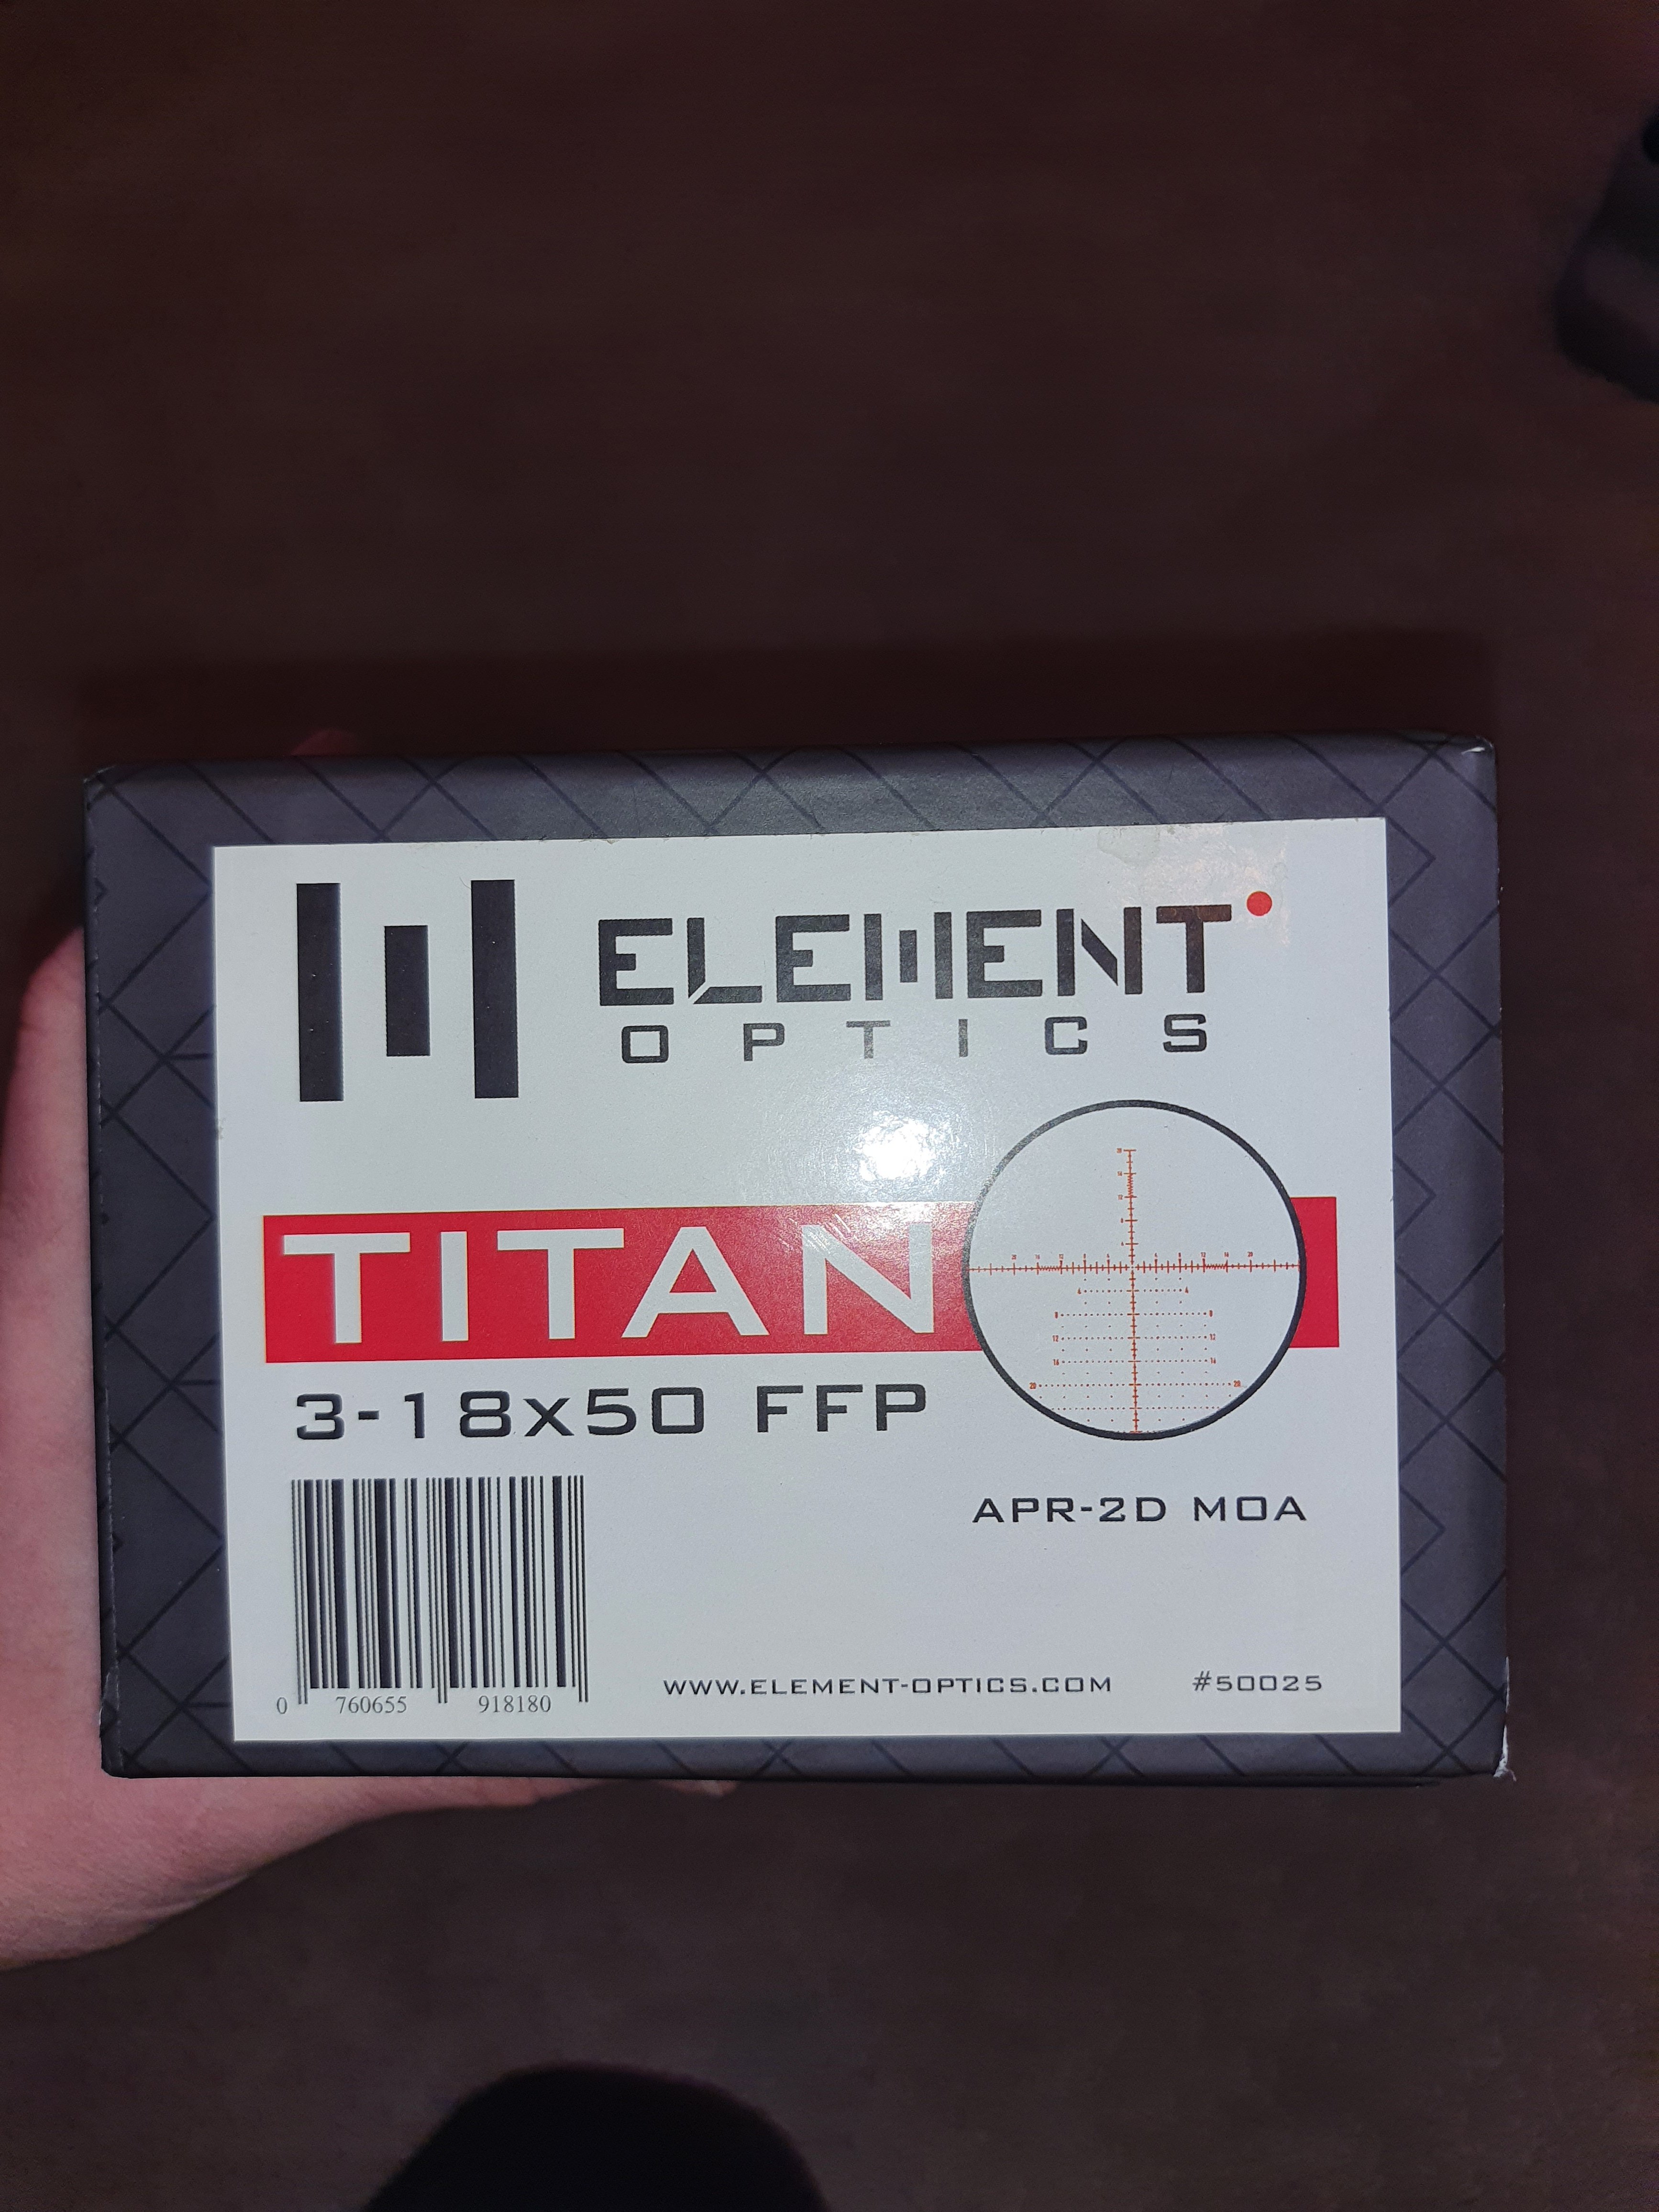 ELEMENT
OPTICS
TITAN
3-18x50 FFP
APR-2D MOA
0 760655 918180
WWW.ELEMENT-OPTICS.COM #50025